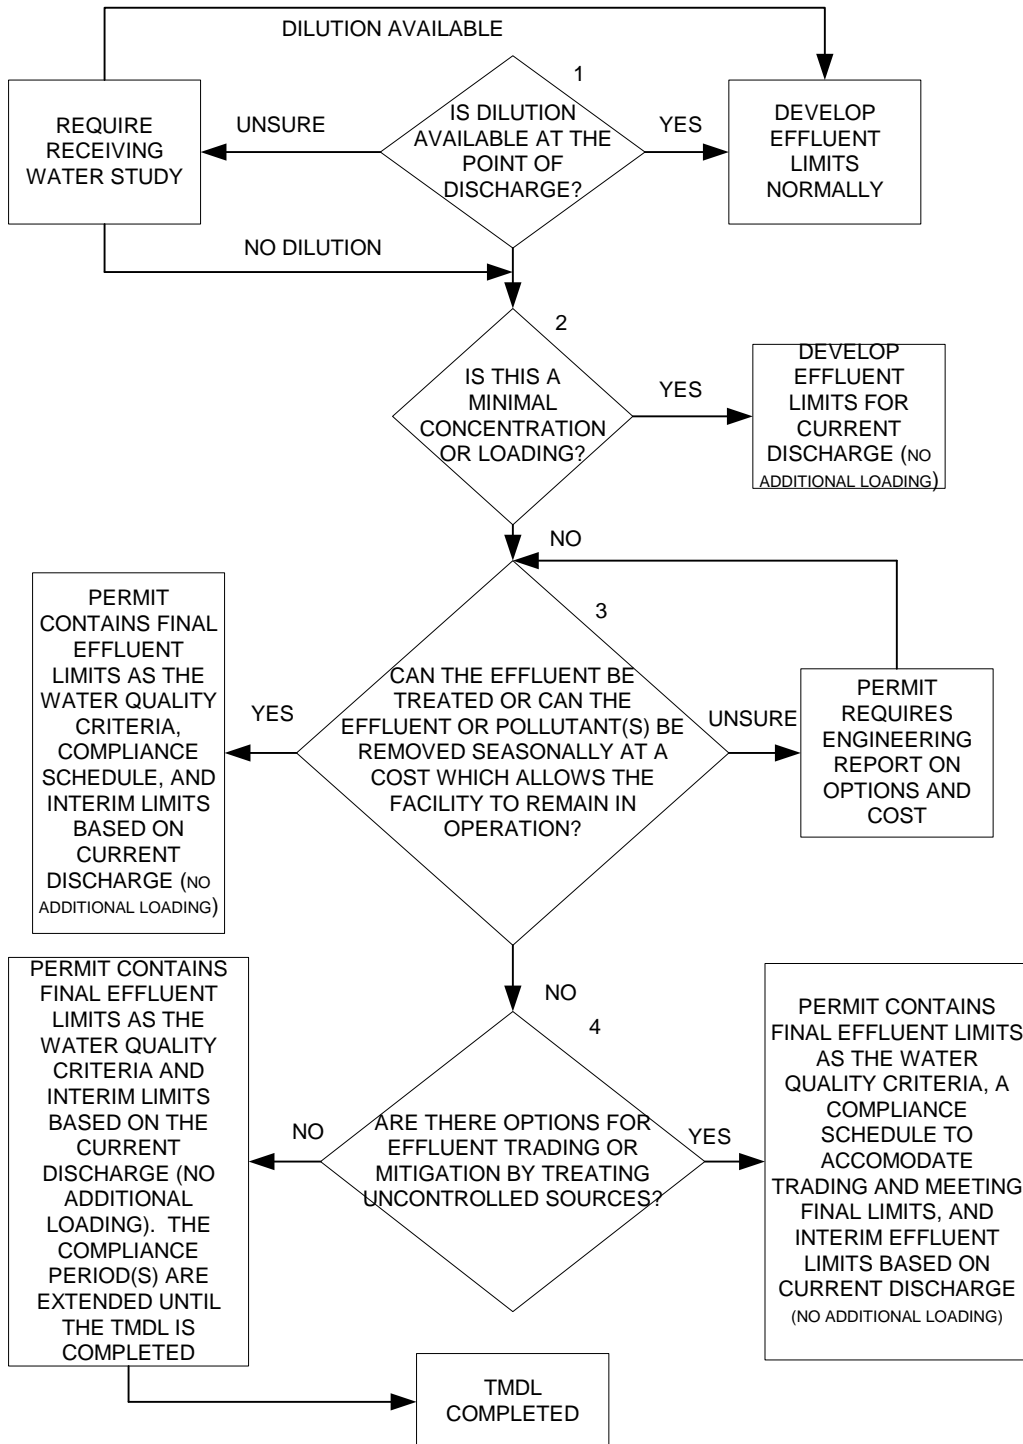 DILUTION AVAILABLE
1
REQUIRE
RECEIVING
WATER STUDY
UNSURE
IS DILUTION
AVAILABLE AT THE
POINT OF
DISCHARGE?
YES
DEVELOP
EFFLUENT
LIMITS
NORMALLY
NO DILUTION
2
IS THIS A
MINIMAL
CONCENTRATION
OR LOADING?
YES
DEVELOP
EFFLUENT
LIMITS FOR
CURRENT
DISCHARGE (NO
ADDITIONAL LOADING)
NO
3
PERMIT
CONTAINS FINAL
EFFLUENT
LIMITS AS THE
WATER QUALITY
CRITERIA,
COMPLIANCE
SCHEDULE, AND
INTERIM LIMITS
BASED ON
CURRENT
DISCHARGE (NO
ADDITIONAL LOADING)
YES
CAN THE EFFLUENT BE
TREATED OR CAN THE
EFFLUENT OR POLLUTANT(S) BE
REMOVED SEASONALLY AT A
COST WHICH ALLOWS THE
FACILITY TO REMAIN IN
OPERATION?
UNSURE
PERMIT
REQUIRES
ENGINEERING
REPORT ON
OPTIONS AND
COST
NO
4
PERMIT CONTAINS
FINAL EFFLUENT
LIMITS AS THE
WATER QUALITY
CRITERIA AND
INTERIM LIMITS
BASED ON THE
CURRENT
DISCHARGE (NO
ADDITIONAL
LOADING). THE
COMPLIANCE
PERIOD(S) ARE
EXTENDED UNTIL
THE TMDL IS
COMPLETED
NO
ARE THERE OPTIONS FOR
EFFLUENT TRADING OR
MITIGATION BY TREATING
UNCONTROLLED SOURCES?
YES
PERMIT CONTAINS
FINAL EFFLUENT LIMITS
AS THE WATER
QUALITY CRITERIA, A
COMPLIANCE
SCHEDULE TO
ACCOMODATE
TRADING AND MEETING
FINAL LIMITS, AND
INTERIM EFFLUENT
LIMITS BASED ON
CURRENT DISCHARGE
(NO ADDITIONAL LOADING)
TMDL
COMPLETED